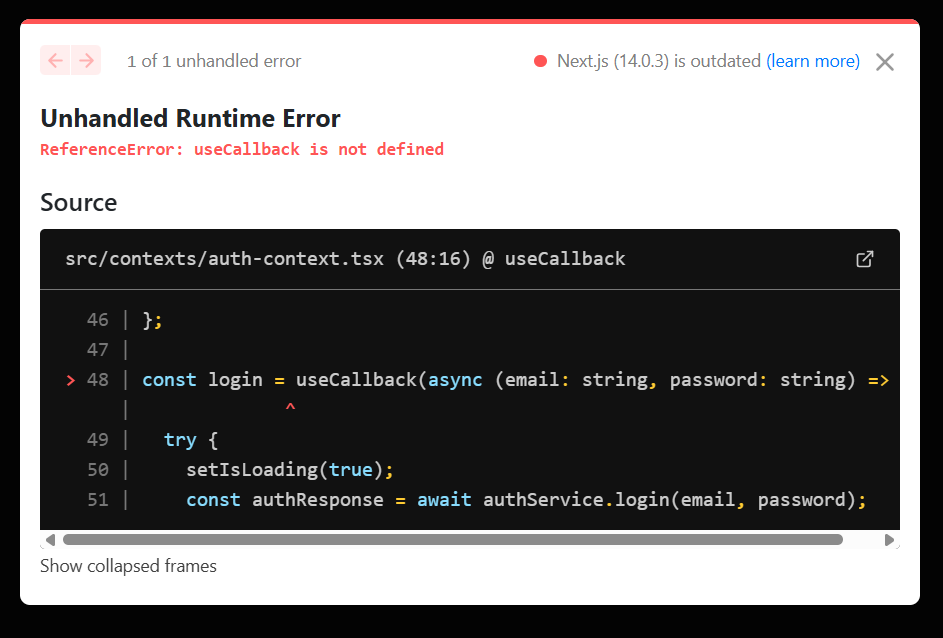 1 of 1 unhandled error
Next.js (14.0.3) is outdated (learn more)
Unhandled Runtime Error
ReferenceError: useCallback is not defined
Source
src/contexts/auth-context.tsx (48:16) @ useCallback
46 | };
47 |
> 48 | const login = useCallback(async (email: string, password: string) =>
| ^
49 | try {
50 | setIsLoading(true);
51 | const authResponse = await authService.login(email, password);
Show collapsed frames